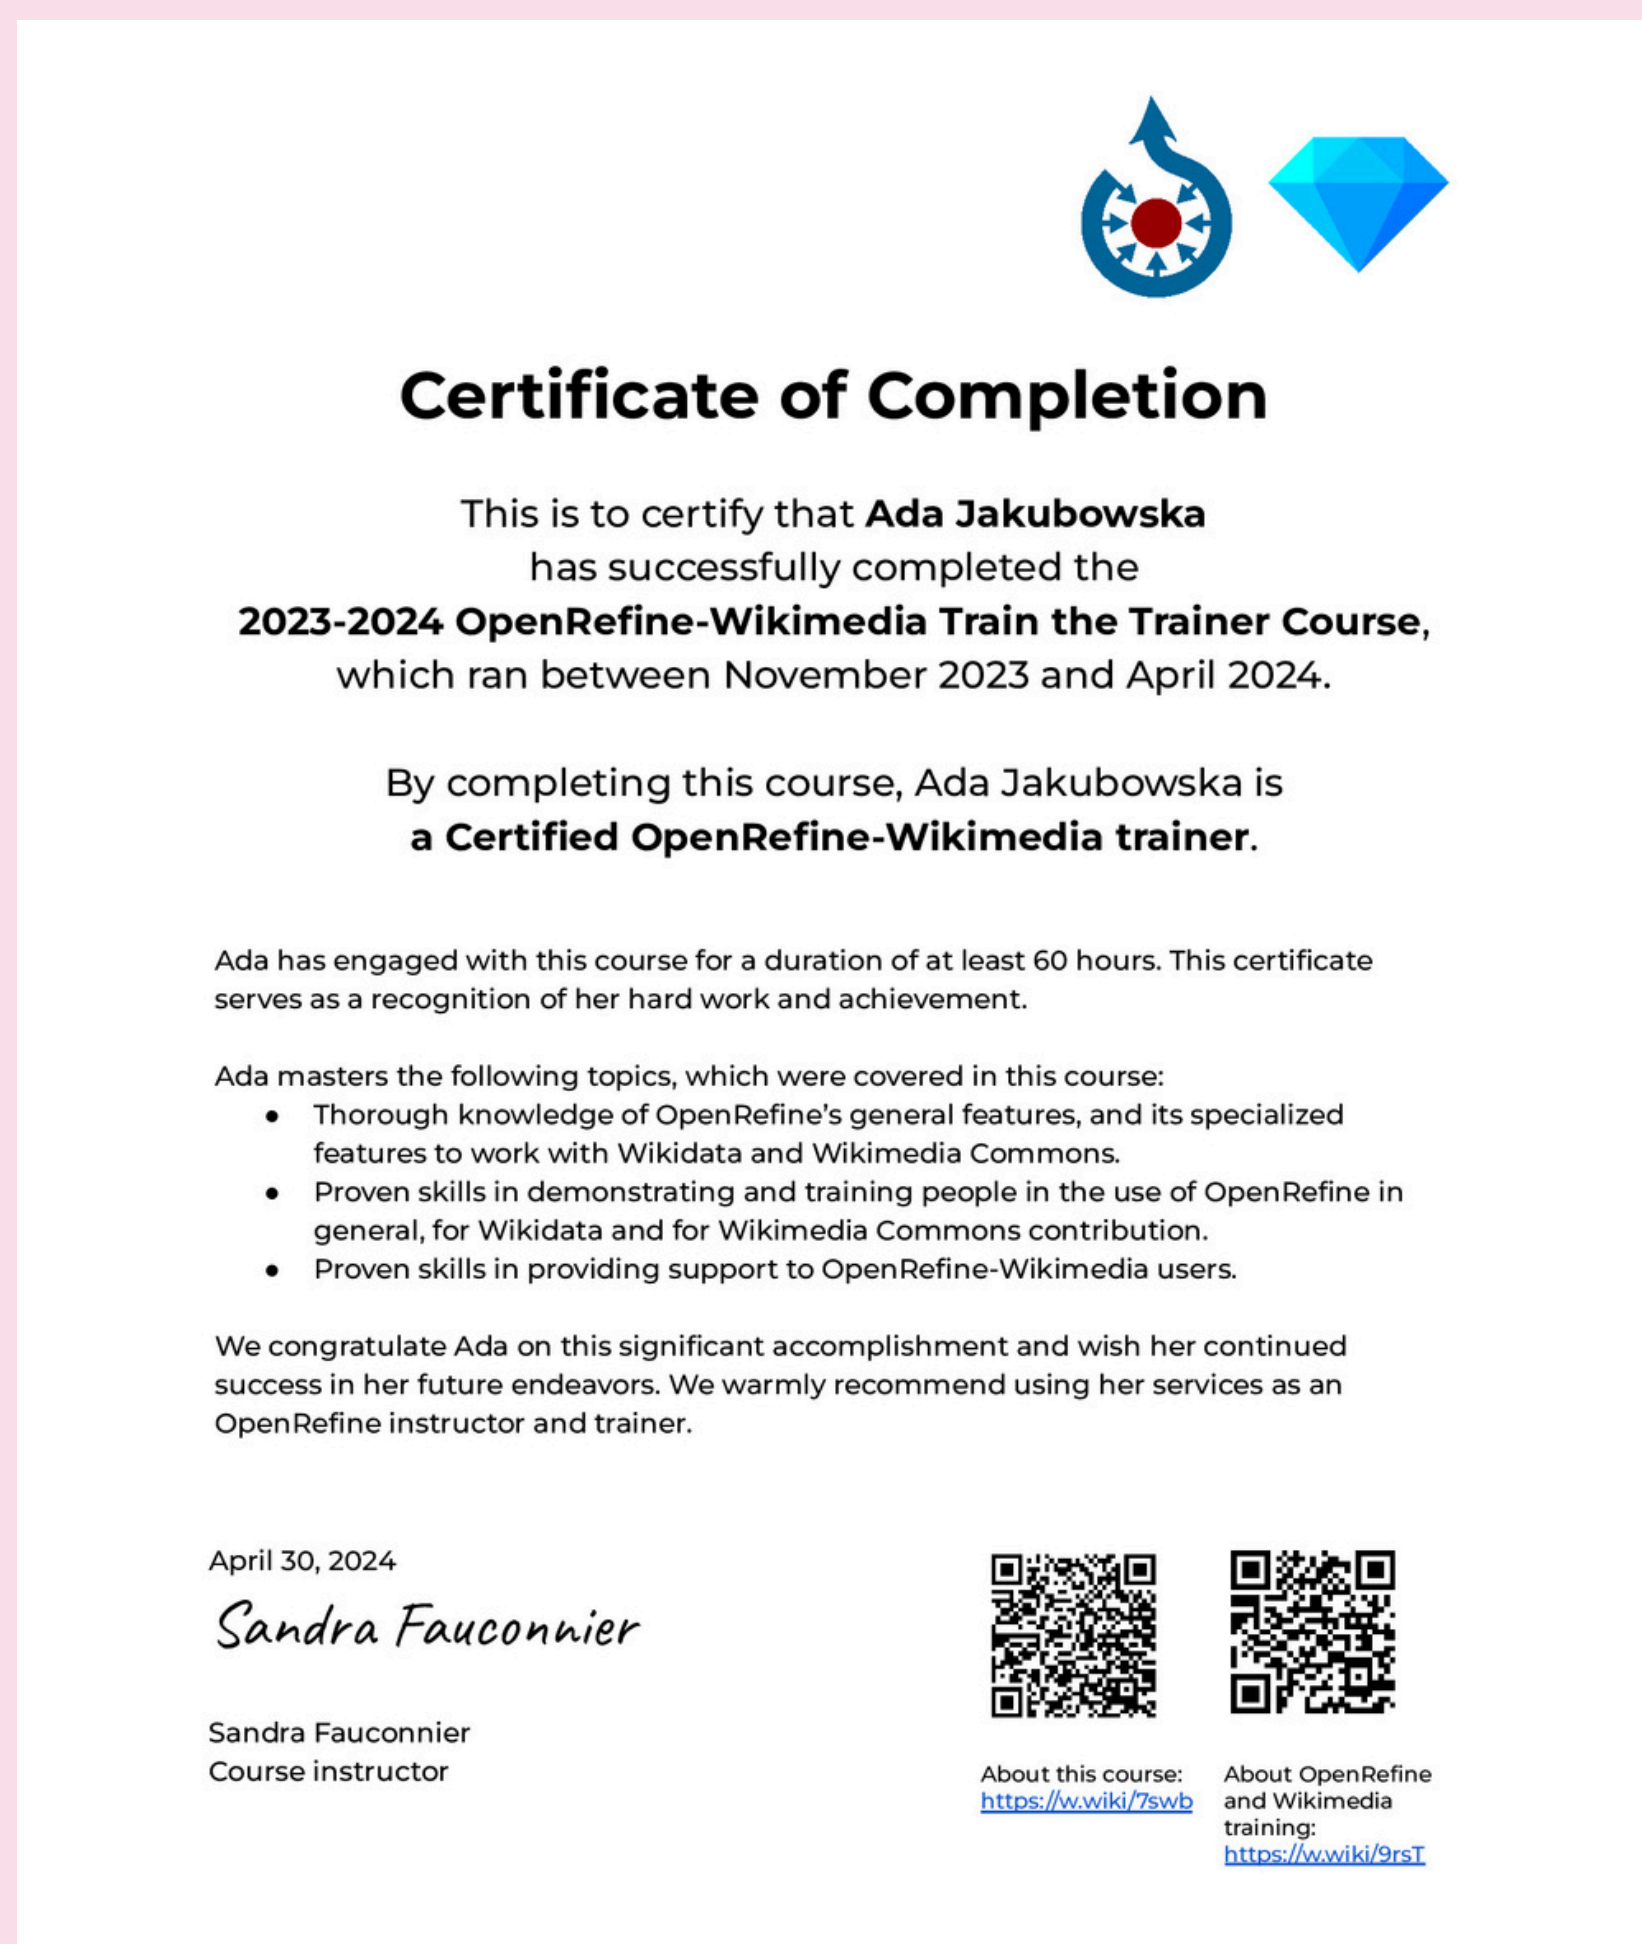 Certificate of Completion
This is to certify that Ada Jakubowska
has successfully completed the
2023-2024 OpenRefine-Wikimedia Train the Trainer Course,
which ran between November 2023 and April 2024.
By completing this course, Ada Jakubowska is
a Certified OpenRefine-Wikimedia trainer.
Ada has engaged with this course for a duration of at least 60 hours. This certificate
serves as a recognition of her hard work and achievement.
Ada masters the following topics, which were covered in this course:
● Thorough knowledge of OpenRefine’s general features, and its specialized
features to work with Wikidata and Wikimedia Commons.
● Proven skills in demonstrating and training people in the use of OpenRefine in
general, for Wikidata and for Wikimedia Commons contribution.
● Proven skills in providing support to OpenRefine-Wikimedia users.
We congratulate Ada on this significant accomplishment and wish her continued
success in her future endeavors. We warmly recommend using her services as an
OpenRefine instructor and trainer.
April 30, 2024
Sandra Fauconnier
Sandra Fauconnier
Course instructor
About this course:
https://w.wiki/7swb
About OpenRefine
and Wikimedia
training:
https://w.wiki/9rsT